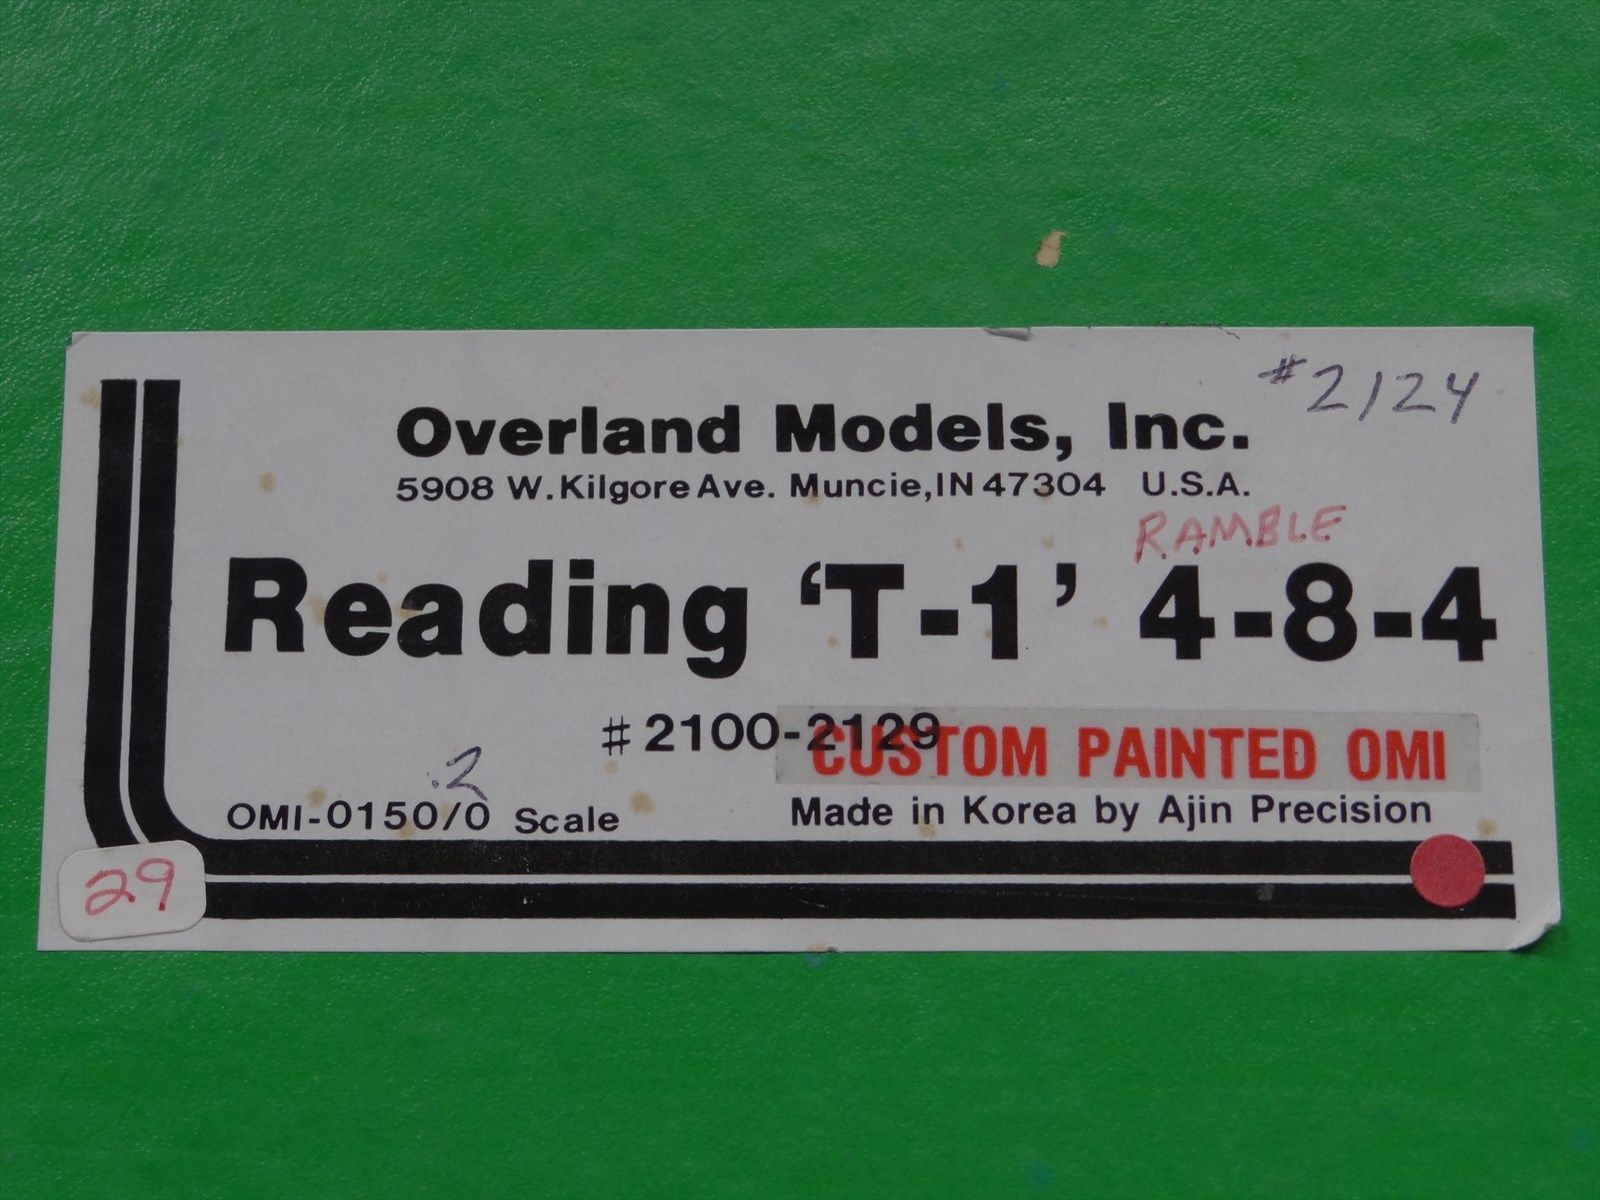 #2124
Overland Models, Inc.
5908 W. Kilgore Ave. Muncie, IN 47304 U.S.A.
RAMBLE
Reading 'T-1' 4-8-4
#2100-2129
CUSTOM PAINTED OMI
.2
OMI-0150/0 Scale
Made in Korea by Ajin Precision
29